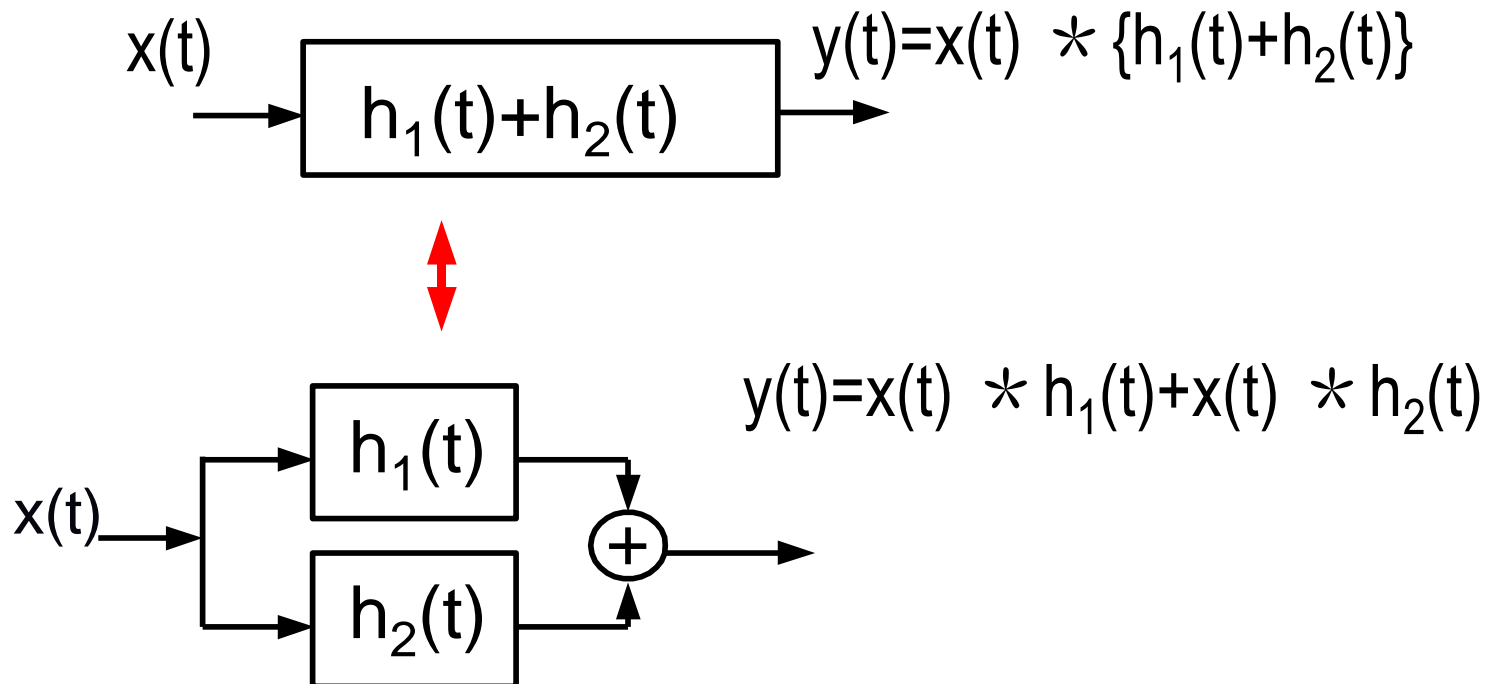 x(t)
h₁(t)+h₂(t)
y(t)=x(t) * {h₁(t)+h₂(t)}
y(t)=x(t) * h₁(t)+x(t) * h₂(t)
h₁(t)
x(t)
+
h₂(t)